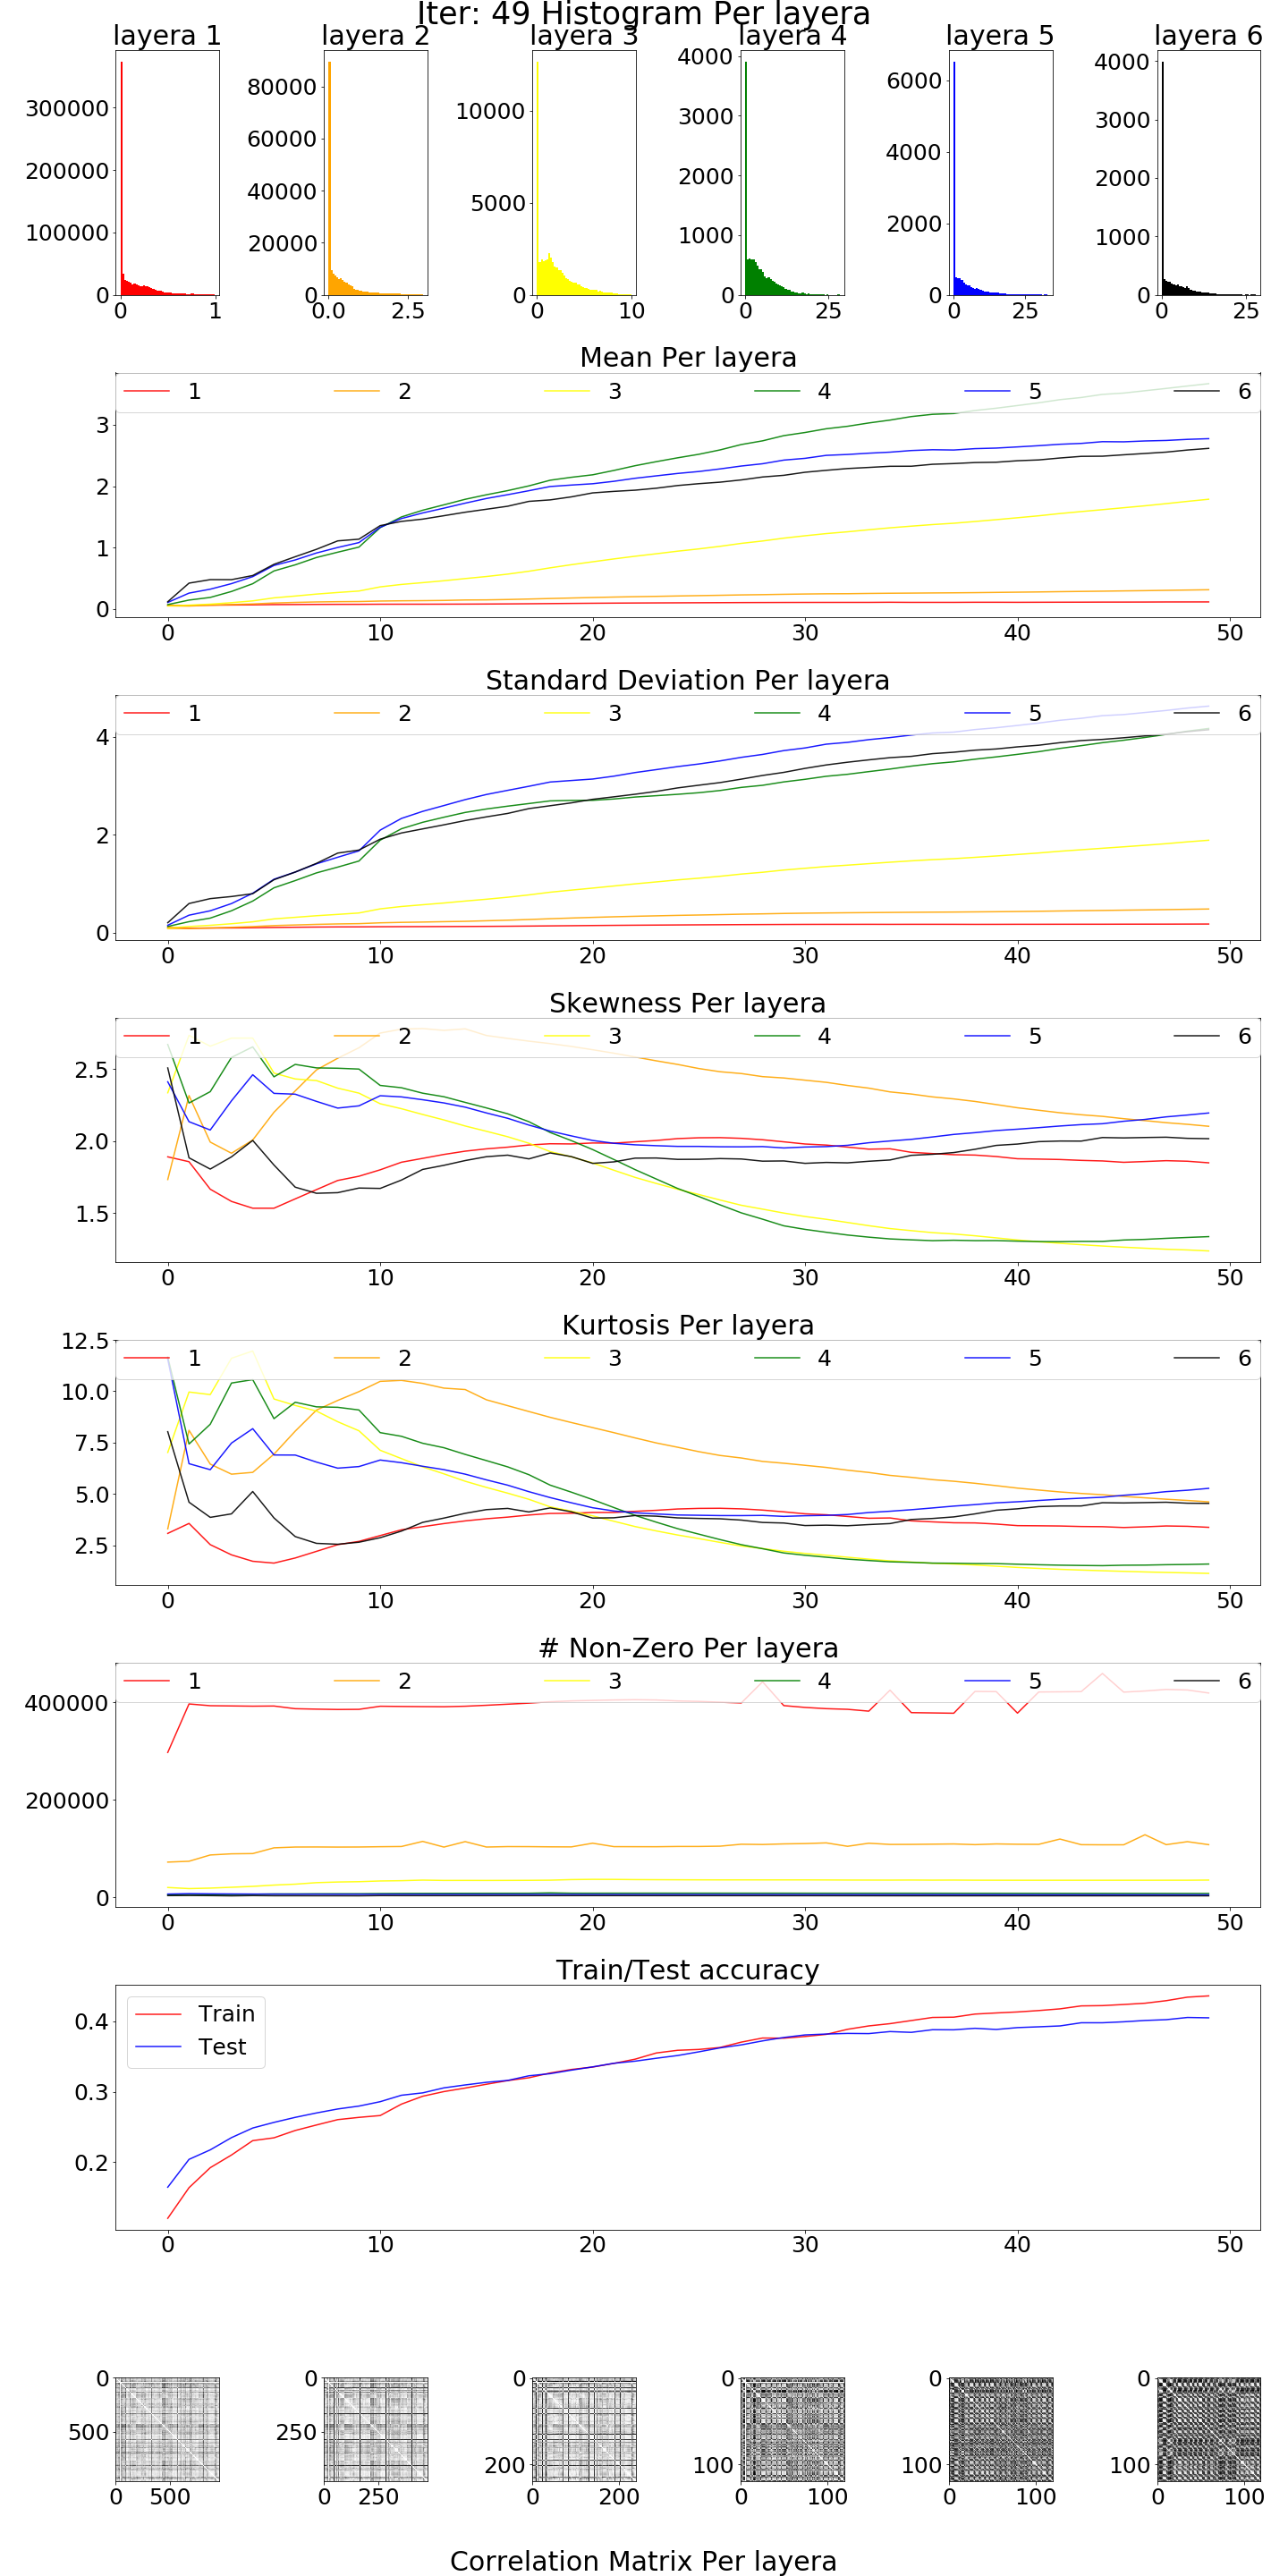 Iter: 49 Histogram Per layera
layera 1 layera 2 layera 3 layera 4 layera 5 layera 6
300000 200000 100000 0 0 1
80000 60000 40000 20000 0 0.0 2.5
10000 5000 0 0 10
4000 3000 2000 1000 0 0 25
6000 4000 2000 0 0 25
4000 3000 2000 1000 0 0 25
Mean Per layera
1 2 3 4 5 6
3
2
1
0
0 10 20 30 40 50
Standard Deviation Per layera
1 2 3 4 5 6
4
2
0
0 10 20 30 40 50
Skewness Per layera
1 2 3 4 5 6
2.5
2.0
1.5
0 10 20 30 40 50
Kurtosis Per layera
12.5
1 2 3 4 5 6
10.0
7.5
5.0
2.5
0 10 20 30 40 50
# Non-Zero Per layera
1 2 3 4 5 6
400000
200000
0
0 10 20 30 40 50
Train/Test accuracy
Train
Test
0.4
0.3
0.2
0 10 20 30 40 50
0 500 0 500
0 250 0 250
0 200 0 200
0 100 0 100
0 100 0 100
0 100 0 100
Correlation Matrix Per layera